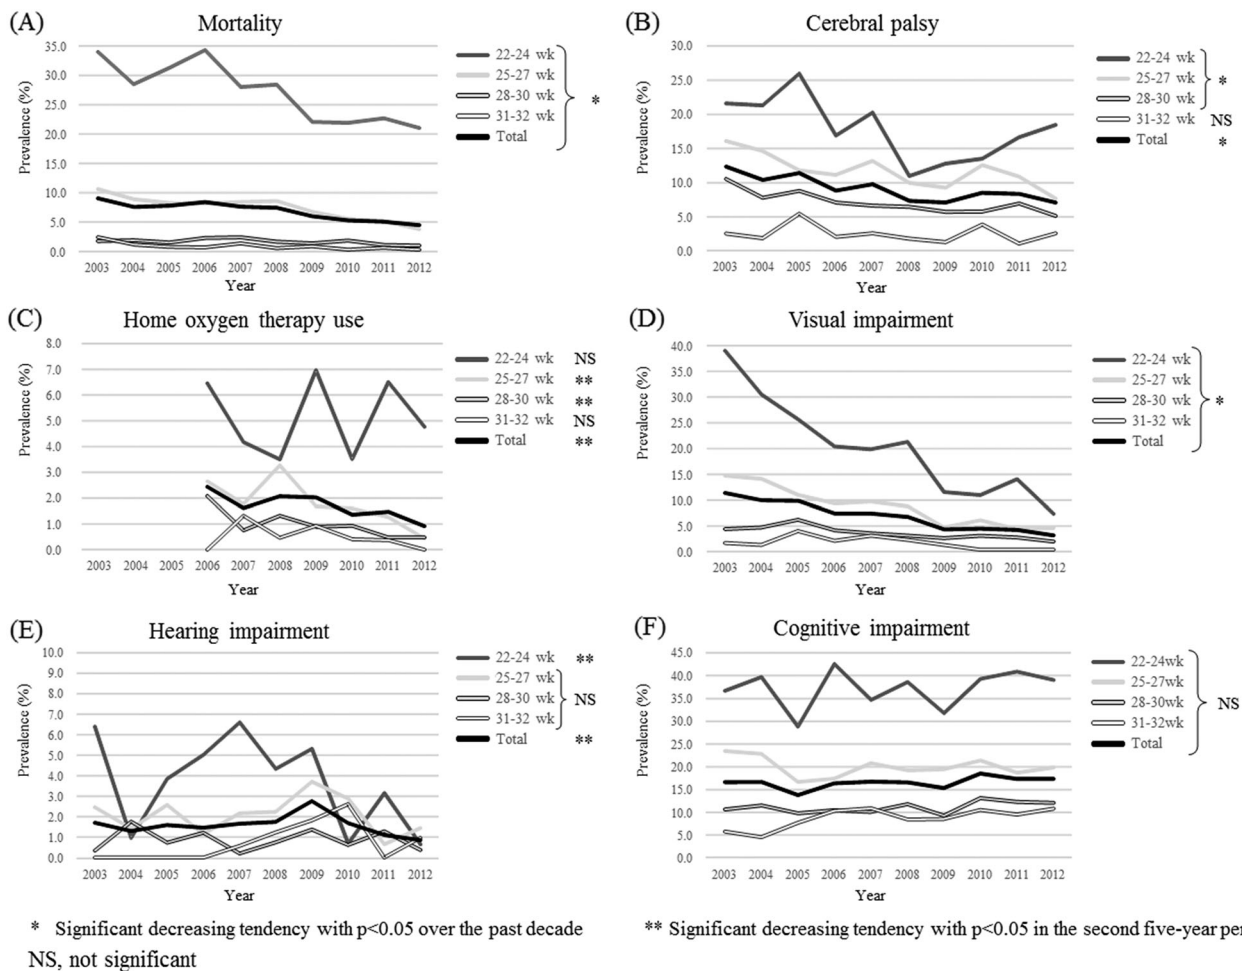 (A) Mortality
35.0
30.0
25.0
20.0
15.0
10.0
5.0
0.0
Prevalence (%)
2003 2004 2005 2006 2007 2008 2009 2010 2011 2012
Year
22-24 wk
25-27 wk
28-30 wk
31-32 wk
Total
*
(B) Cerebral palsy
30.0
25.0
20.0
15.0
10.0
5.0
0.0
Prevalence (%)
2003 2004 2005 2006 2007 2008 2009 2010 2011 2012
Year
22-24 wk
25-27 wk *
28-30 wk
31-32 wk NS
Total *
(C) Home oxygen therapy use
8.0
7.0
6.0
5.0
4.0
3.0
2.0
1.0
0.0
Prevalence (%)
2003 2004 2005 2006 2007 2008 2009 2010 2011 2012
Year
22-24 wk NS
25-27 wk **
28-30 wk **
31-32 wk NS
Total **
(D) Visual impairment
40.0
35.0
30.0
25.0
20.0
15.0
10.0
5.0
0.0
Prevalence (%)
2003 2004 2005 2006 2007 2008 2009 2010 2011 2012
Year
22-24 wk
25-27 wk
28-30 wk
31-32 wk
Total
*
(E) Hearing impairment
10.0
9.0
8.0
7.0
6.0
5.0
4.0
3.0
2.0
1.0
0.0
Prevalence (%)
2003 2004 2005 2006 2007 2008 2009 2010 2011 2012
Year
22-24 wk **
25-27 wk
28-30 wk NS
31-32 wk
Total **
(F) Cognitive impairment
45.0
40.0
35.0
30.0
25.0
20.0
15.0
10.0
5.0
0.0
Prevalence (%)
2003 2004 2005 2006 2007 2008 2009 2010 2011 2012
Year
22-24wk
25-27wk
28-30wk
31-32wk
Total
NS
* Significant decreasing tendency with p<0.05 over the past decade
** Significant decreasing tendency with p<0.05 in the second five-year per
NS, not significant